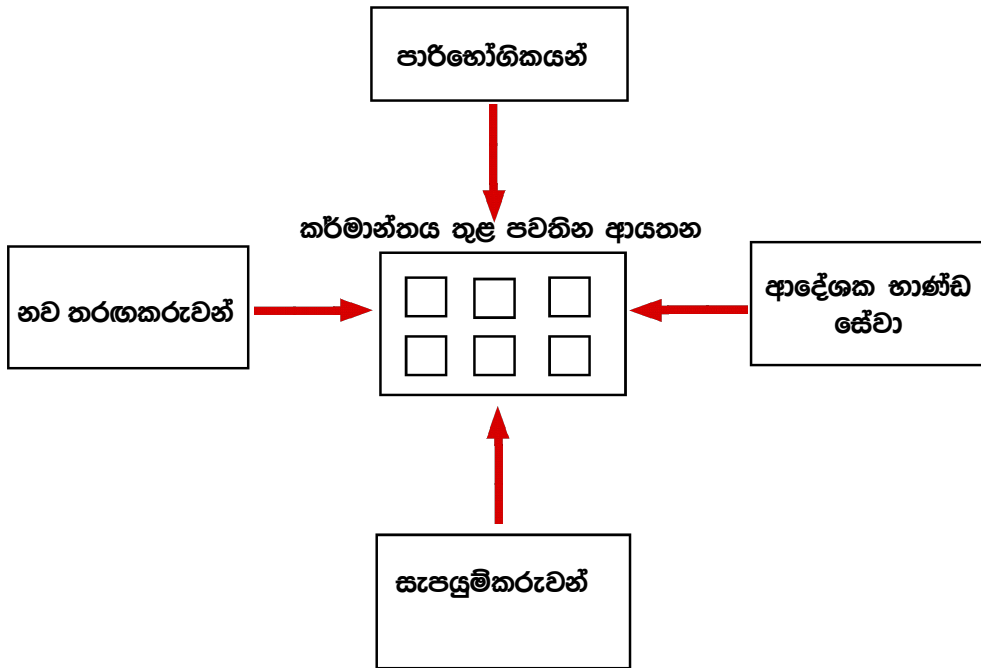 පාරිභෝගිකයන්
කර්මාන්තය තුළ පවතින ආයතන
නව තරඟකරුවන්
ආදේශක භාණ්ඩ
සේවා
සැපයුම්කරුවන්